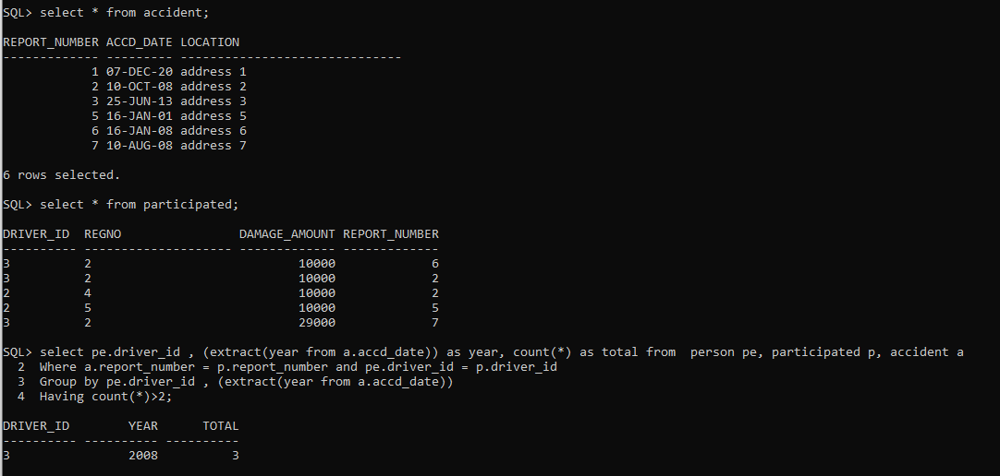 SQL> select * from accident;
REPORT_NUMBER ACCD_DATE LOCATION
------------- --------- ------------------------------
            1 07-DEC-20 address 1
            2 10-OCT-08 address 2
            3 25-JUN-13 address 3
            5 16-JAN-01 address 5
            6 16-JAN-08 address 6
            7 10-AUG-08 address 7
6 rows selected.
SQL> select * from participated;
DRIVER_ID  REGNO                DAMAGE_AMOUNT REPORT_NUMBER
---------- -------------------- ------------- -------------
3          2                            10000             6
3          2                            10000             2
2          4                            10000             2
2          5                            10000             5
3          2                            29000             7
SQL> select pe.driver_id , (extract(year from a.accd_date)) as year, count(*) as total from  person pe, participated p, accident a
  2  Where a.report_number = p.report_number and pe.driver_id = p.driver_id
  3  Group by pe.driver_id , (extract(year from a.accd_date))
  4  Having count(*)>2;
DRIVER_ID        YEAR      TOTAL
---------- ---------- ----------
3                2008          3